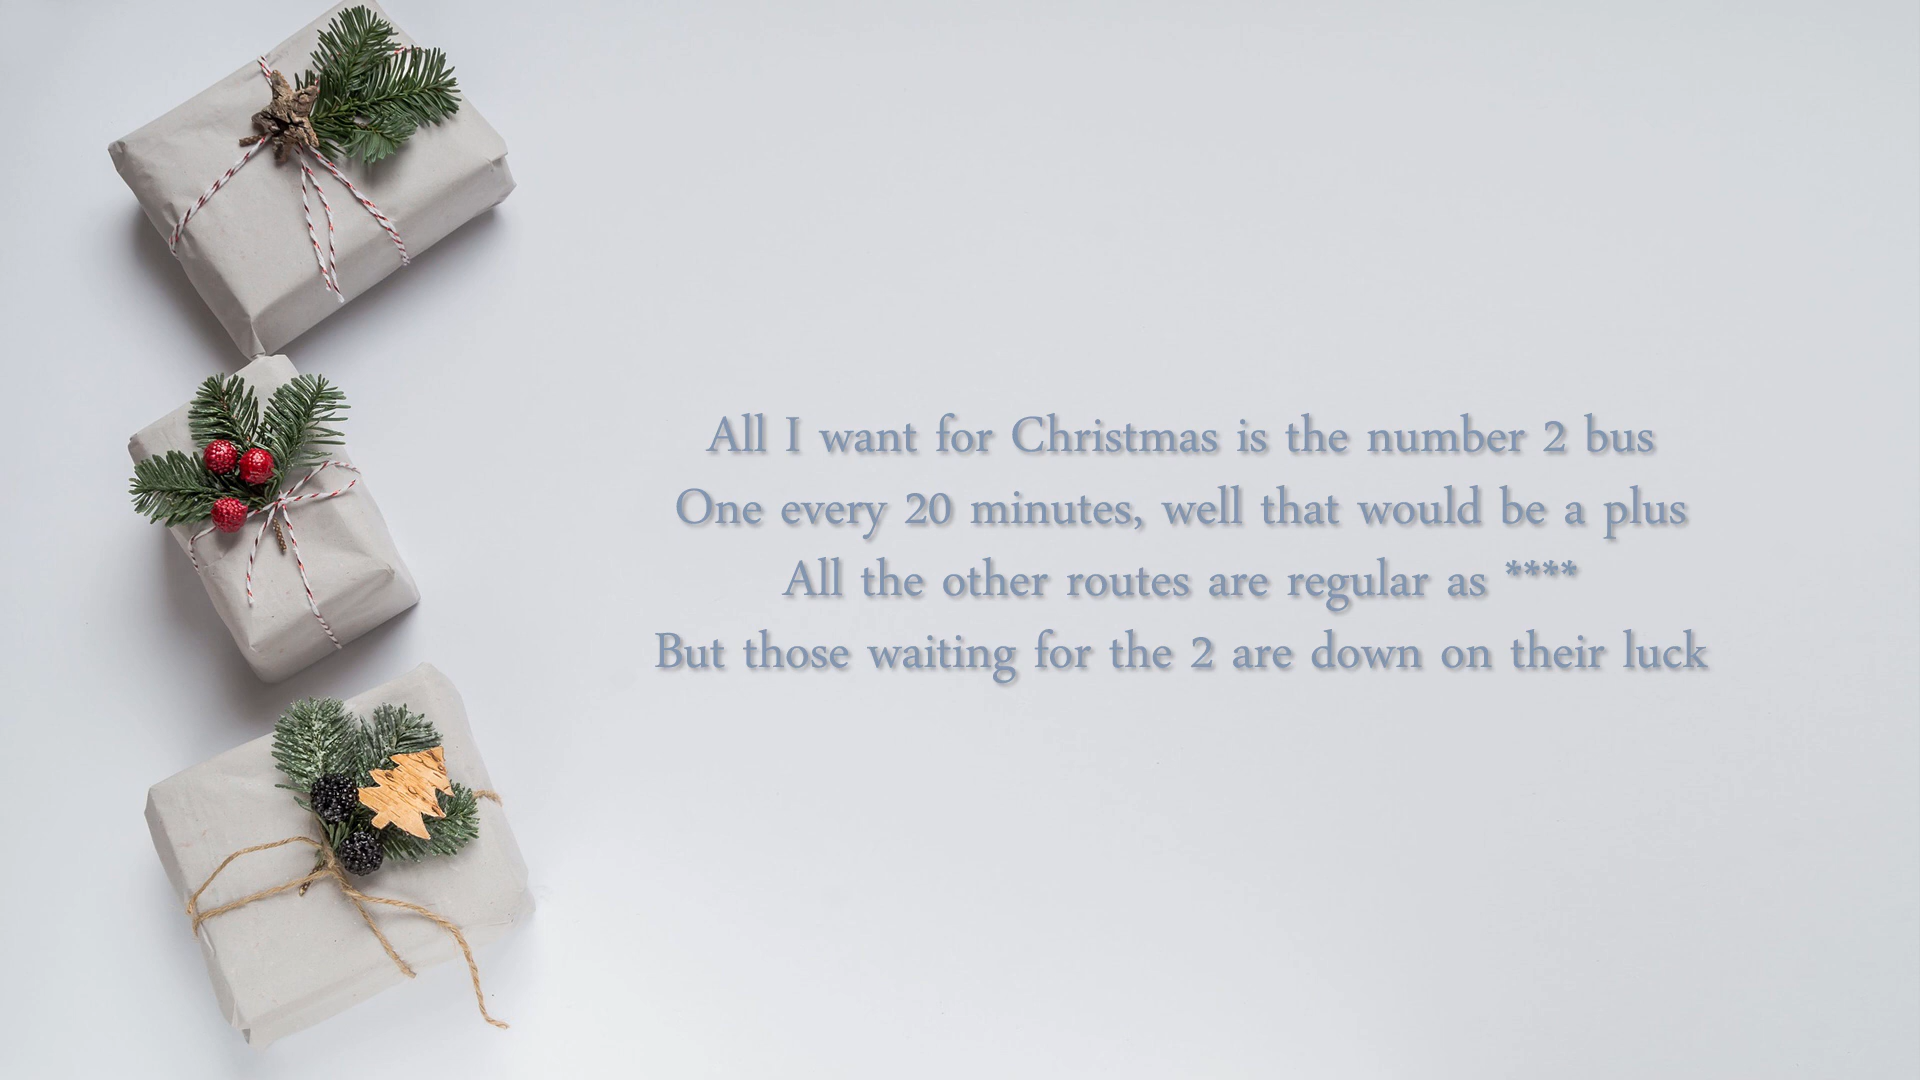 All I want for Christmas is the number 2 bus
One every 20 minutes, well that would be a plus
All the other routes are regular as ****
But those waiting for the 2 are down on their luck